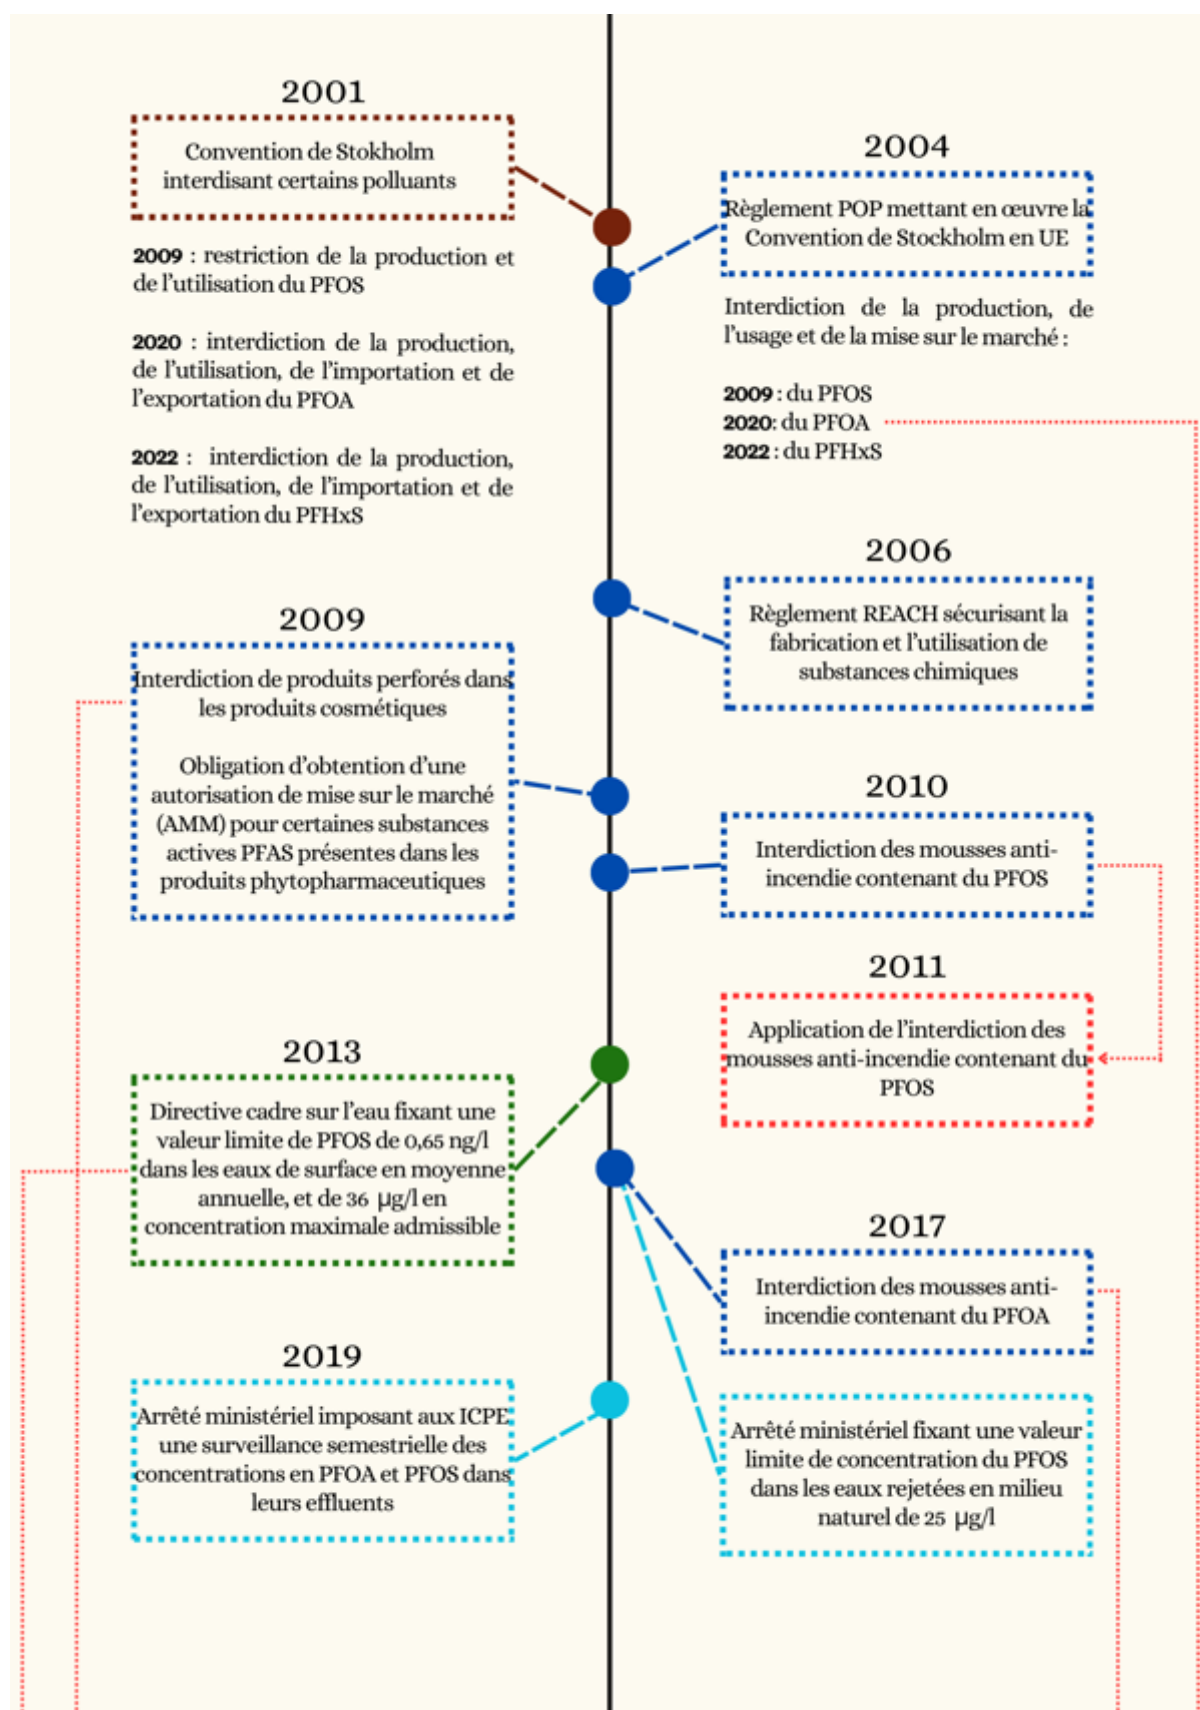 2001
Convention de Stokholm
interdisant certains polluants
2009 : restriction de la production et
de l'utilisation du PFOS
2020 : interdiction de la production,
de l'utilisation, de l'importation et de
l'exportation du PFOA
2022 : interdiction de la production,
de l'utilisation, de l'importation et de
l'exportation du PFHxS
2004
Règlement POP mettant en œuvre la
Convention de Stockholm en UE
Interdiction de la production, de
l'usage et de la mise sur le marché :
2009 : du PFOS
2020: du PFOA
2022 : du PFHxS
2006
Règlement REACH sécurisant la
fabrication et l'utilisation de
substances chimiques
2009
Interdiction de produits perforés dans
les produits cosmétiques
Obligation d'obtention d'une
autorisation de mise sur le marché
(AMM) pour certaines substances
actives PFAS présentes dans les
produits phytopharmaceutiques
2010
Interdiction des mousses anti-
incendie contenant du PFOS
2011
Application de l'interdiction des
mousses anti-incendie contenant du
PFOS
2013
Directive cadre sur l'eau fixant une
valeur limite de PFOS de 0,65 ng/l
dans les eaux de surface en moyenne
annuelle, et de 36 µg/l en
concentration maximale admissible
2017
Interdiction des mousses anti-
incendie contenant du PFOA
Arrêté ministériel fixant une valeur
limite de concentration du PFOS
dans les eaux rejetées en milieu
naturel de 25 µg/l
2019
Arrêté ministériel imposant aux ICPE
une surveillance semestrielle des
concentrations en PFOA et PFOS dans
leurs effluents